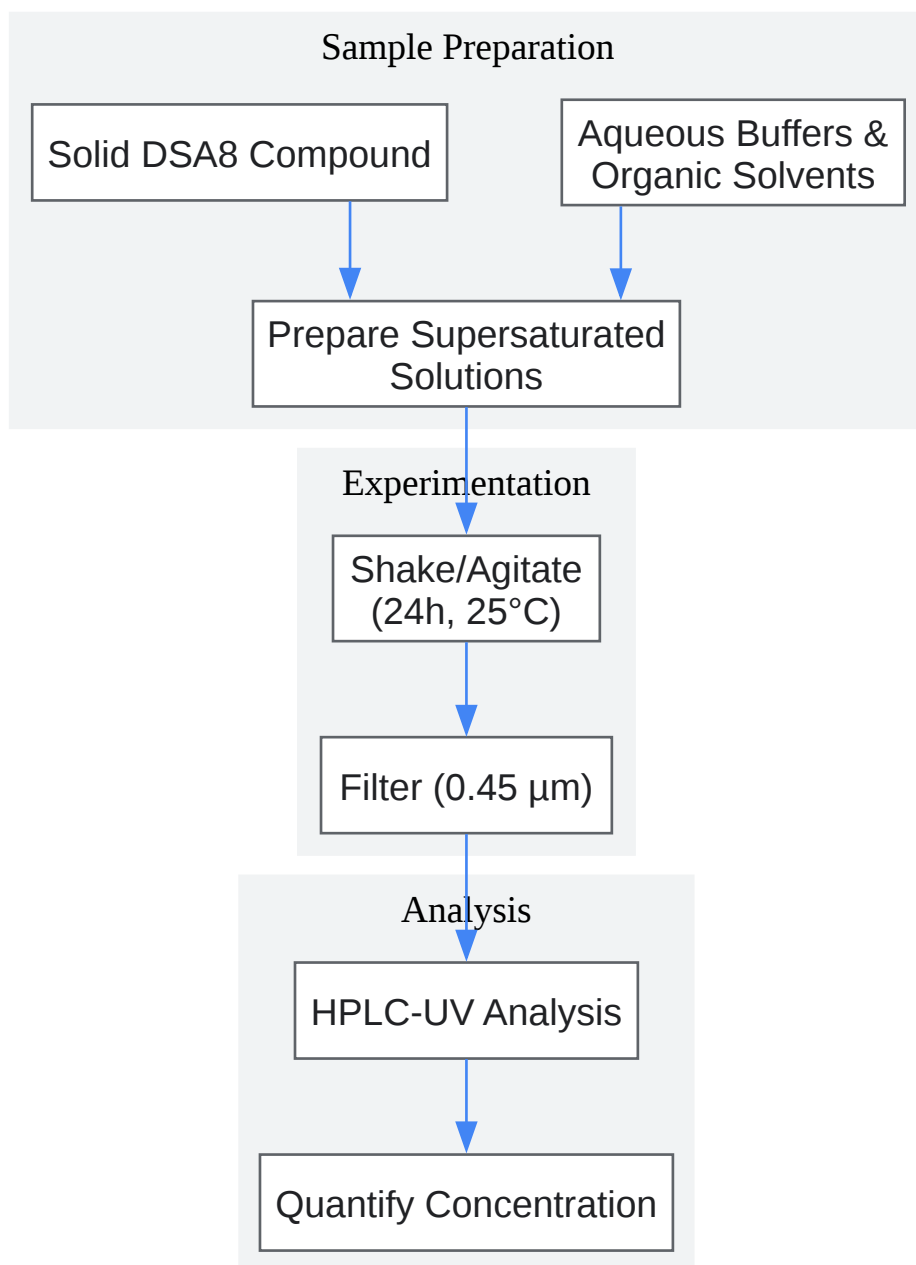 Sample Preparation
Solid DSA8 Compound
Aqueous Buffers &
Organic Solvents
Prepare Supersaturated
Solutions
Experimentation
Shake/Agitate
(24h, 25°C)
Filter (0.45 µm)
Analysis
HPLC-UV Analysis
Quantify Concentration